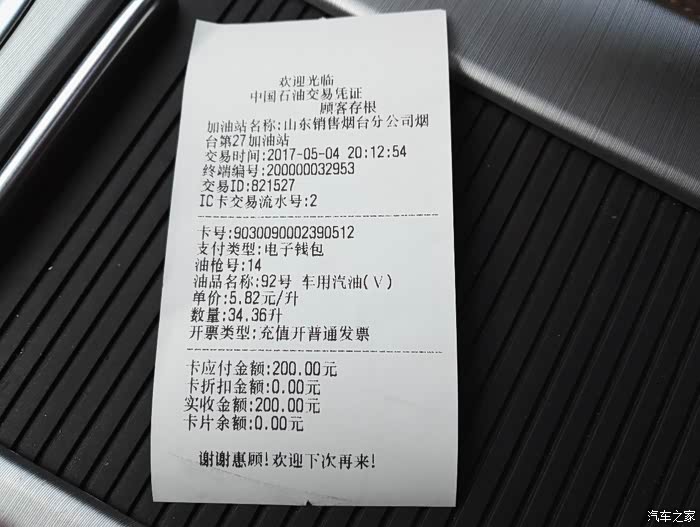 欢迎光临
中国石油交易凭证
顾客存根
加油站名称:山东销售烟台分公司烟
台第27加油站
交易时间:2017-05-04 20:12:54
终端编号:200000032953
交易ID:821527
IC卡交易流水号:2
卡号:9030090002390512
支付类型:电子钱包
油枪号:14
油品名称:92号 车用汽油(Ⅴ)
单价:5.82元/升
数量:34.36升
开票类型:充值开普通发票
卡应付金额:200.00元
卡折扣金额:0.00元
实收金额:200.00元
卡片余额:0.00元
谢谢惠顾!欢迎下次再来!
汽车之家